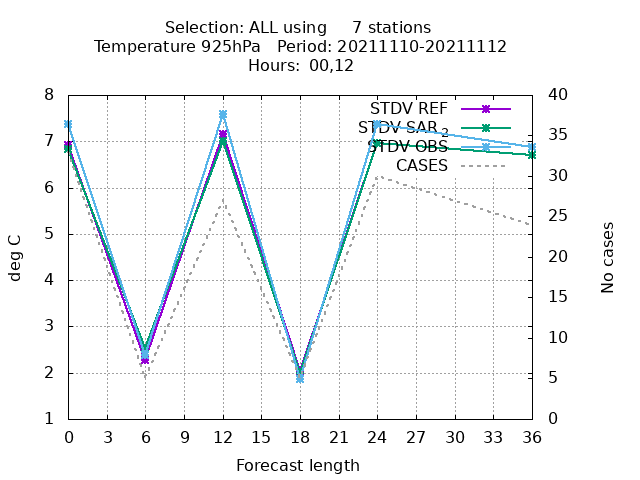 Selection: ALL using     7 stations
Temperature 925hPa   Period: 20211110-20211112
Hours:  00,12
STDV REF
STDV SAR 2
STDV OBS
CASES
8
7
6
5
4
3
2
1
deg C
40
35
30
25
20
15
10
5
0
No cases
0 3 6 9 12 15 18 21 24 27 30 33 36
Forecast length